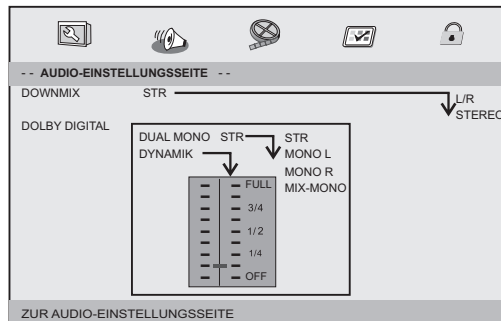 - - AUDIO-EINSTELLUNGSSEITE - -
DOWNMIX STR L/R
STEREO
DOLBY DIGITAL
DUAL MONO STR STR
DYNAMIK MONO L
MONO R
FULL MIX-MONO
3/4
1/2
1/4
OFF
ZUR AUDIO-EINSTELLUNGSSEITE